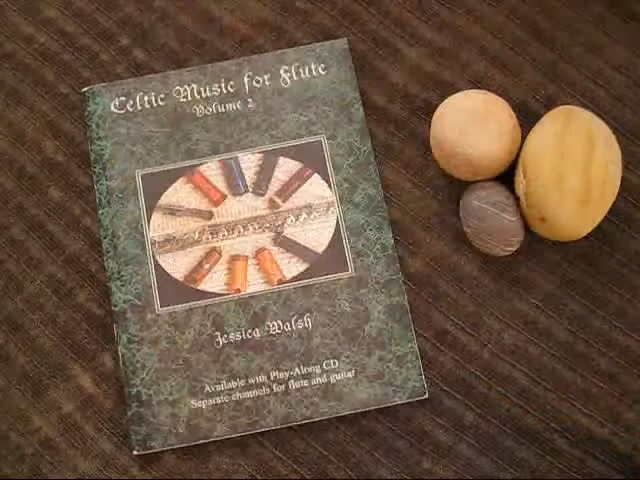 Celtic Music for Flute
Volume 2
Jessica Walsh
Available with Play-Along CD
Separate channels for flute and guitar